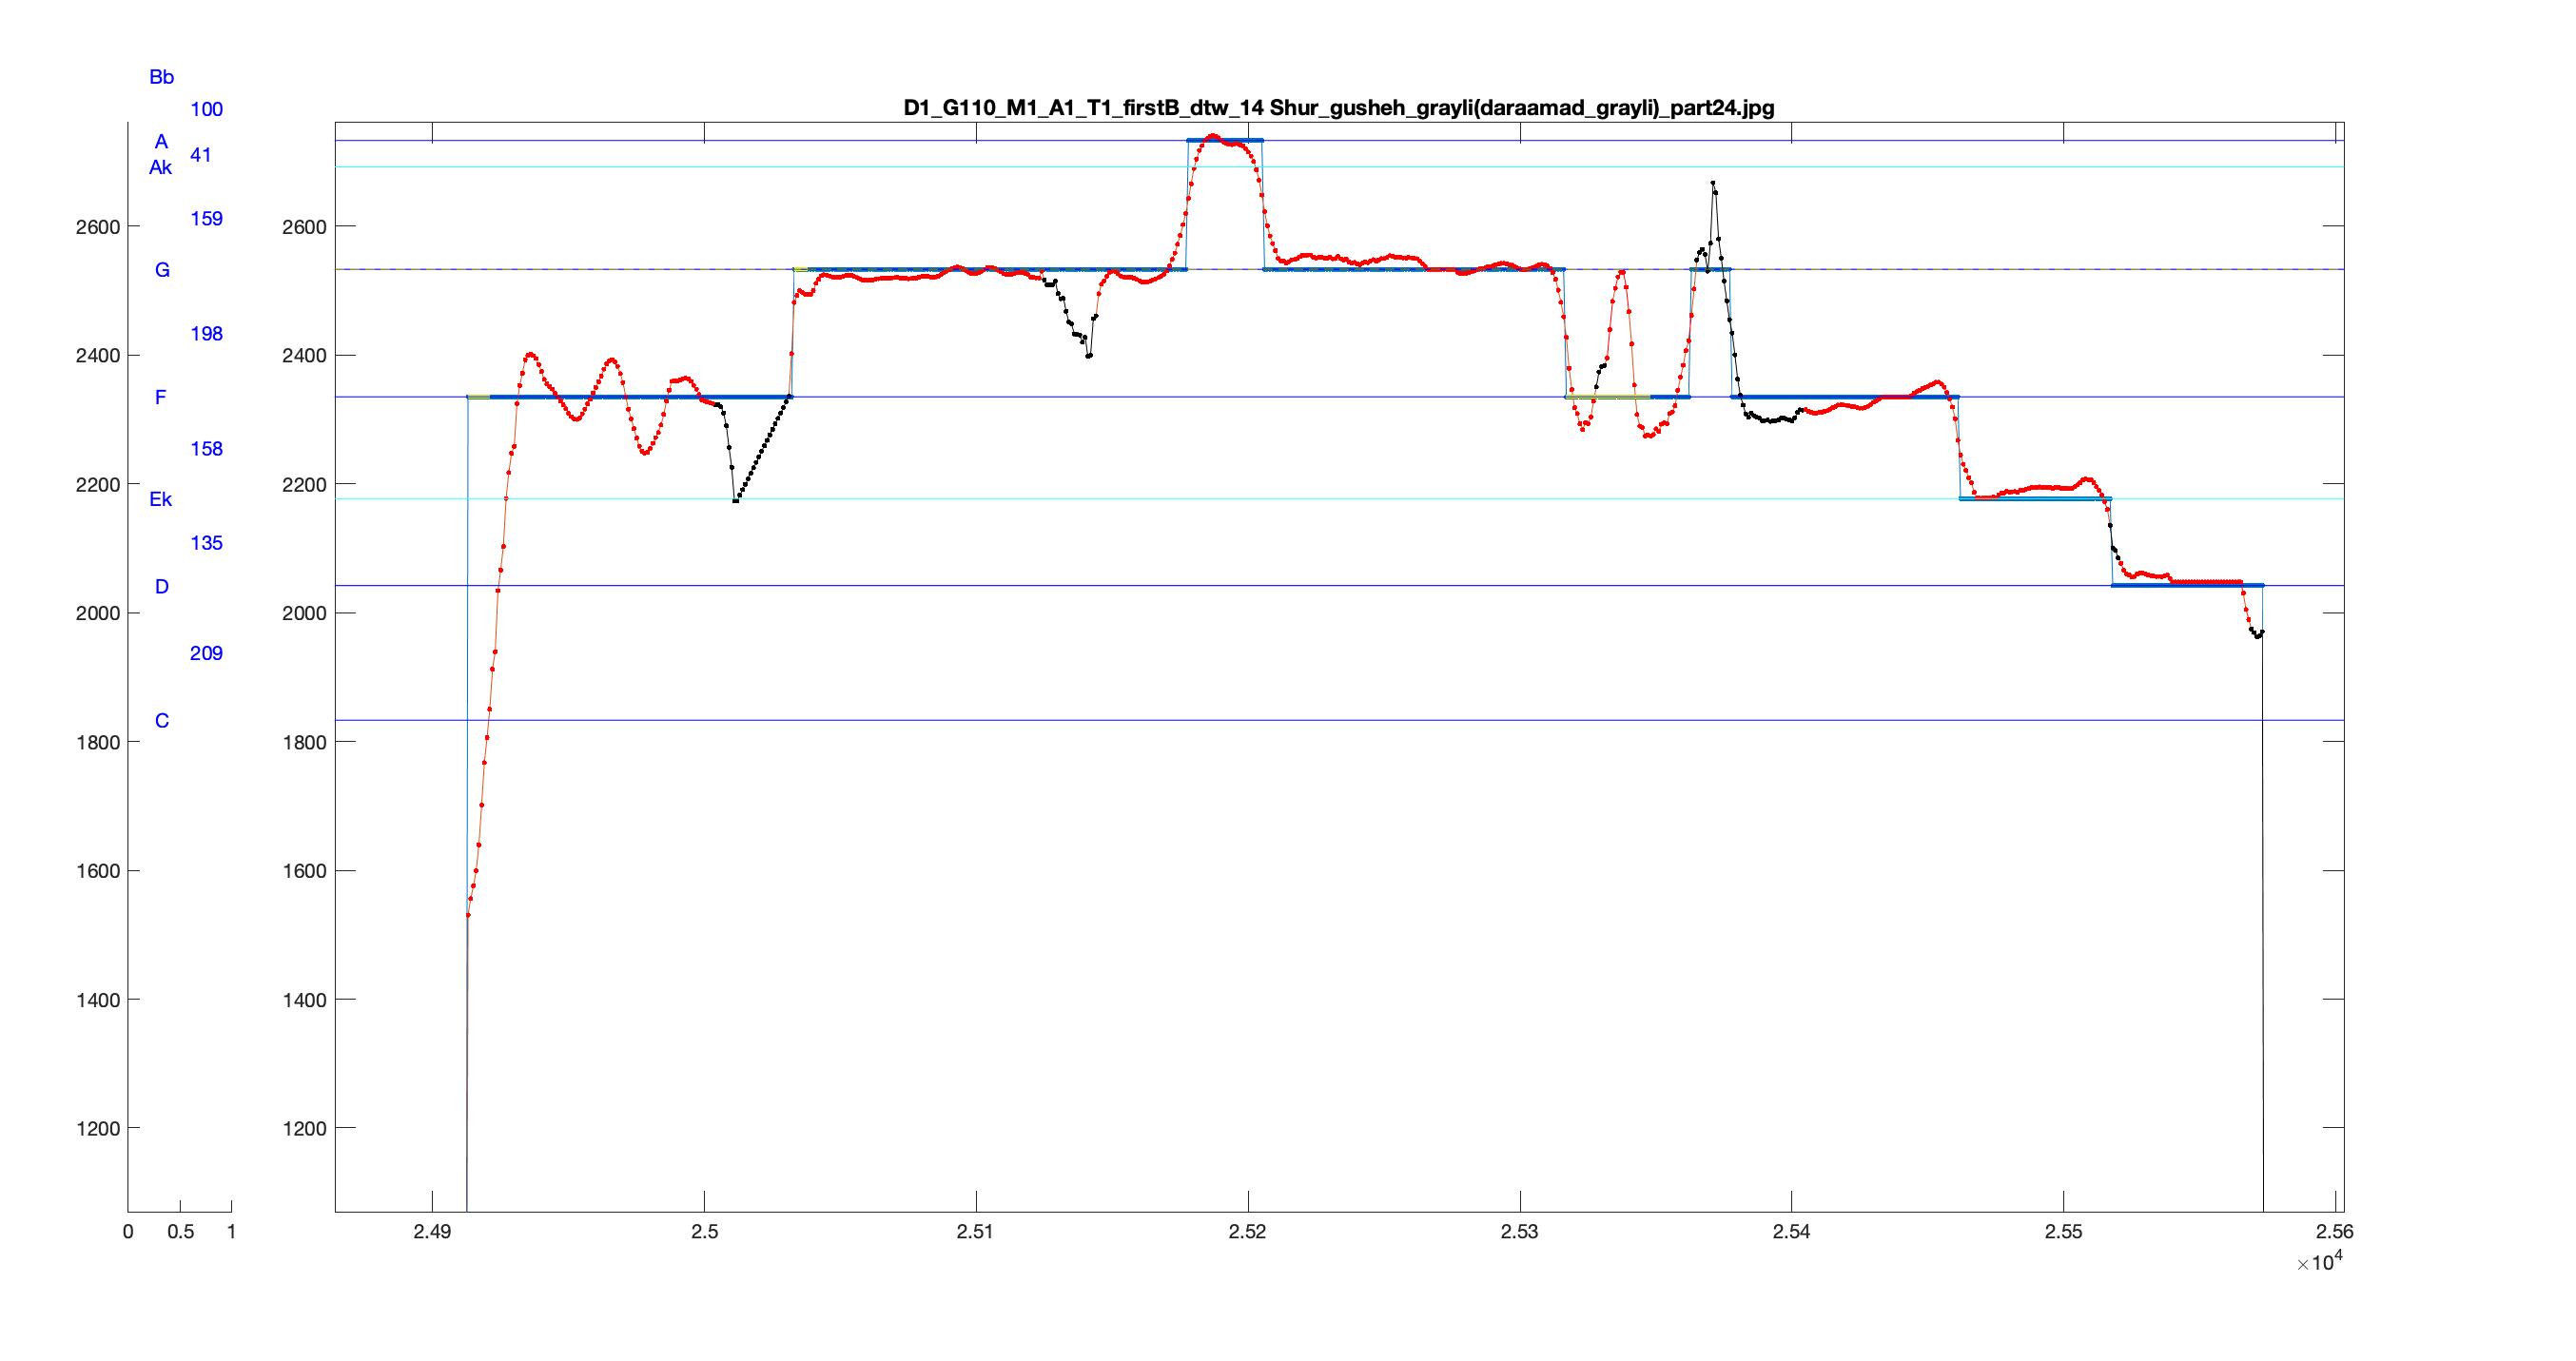 D1_G110_M1_A1_T1_firstB_dtw_14 Shur_gusheh_grayli(daraamad_grayli)_part24.jpg
Bb
100
A
41
Ak
159
2600
G
198
2400
F
158
2200
Ek
135
D
2000
209
C
1800
1600
1400
1200
0 0.5 1
2600
2400
2200
2000
1800
1600
1400
1200
2.49 2.5 2.51 2.52 2.53 2.54 2.55 2.56
×10^4